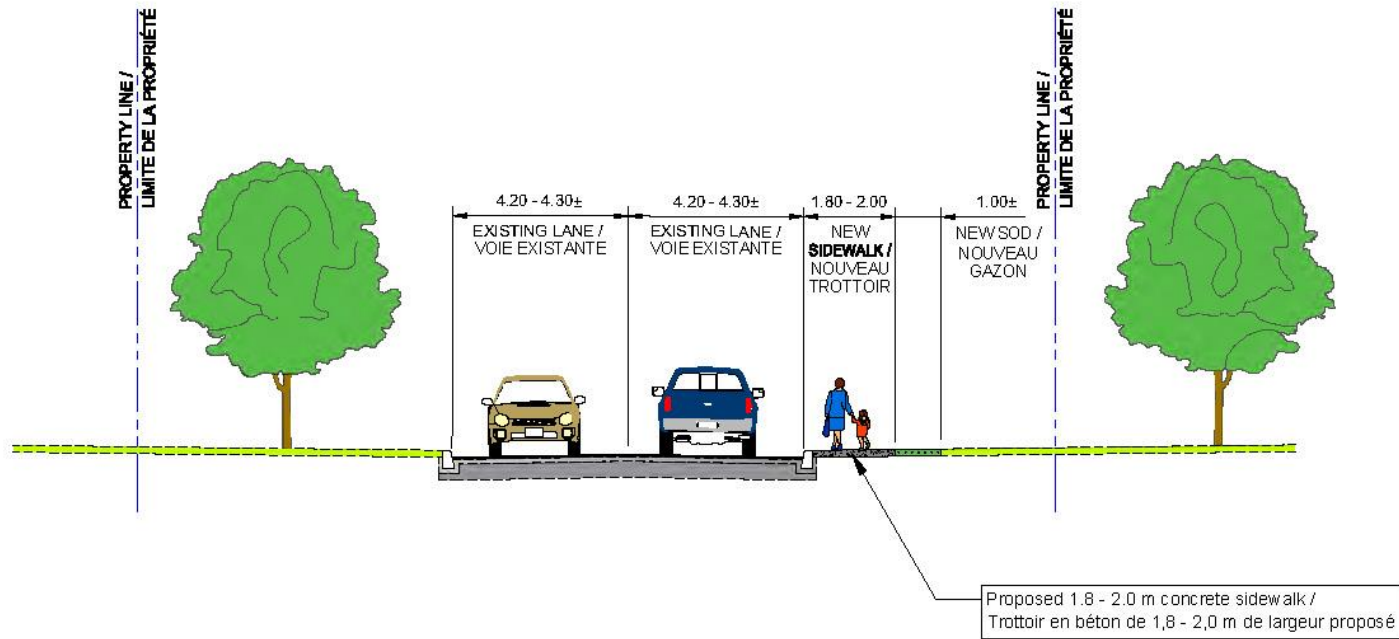 PROPERTY LINE /
LIMITE DE LA PROPRIÉTÉ
4.20 - 4.30±
EXISTING LANE /
VOIE EXISTANTE
4.20 - 4.30±
EXISTING LANE /
VOIE EXISTANTE
1.80 - 2.00
NEW
SIDEWALK /
NOUVEAU
TROTTOIR
1.00±
NEW SOD /
NOUVEAU
GAZON
PROPERTY LINE /
LIMITE DE LA PROPRIÉTÉ
Proposed 1.8 - 2.0 m concrete sidewalk /
Trottoir en béton de 1,8 - 2,0 m de largeur proposé